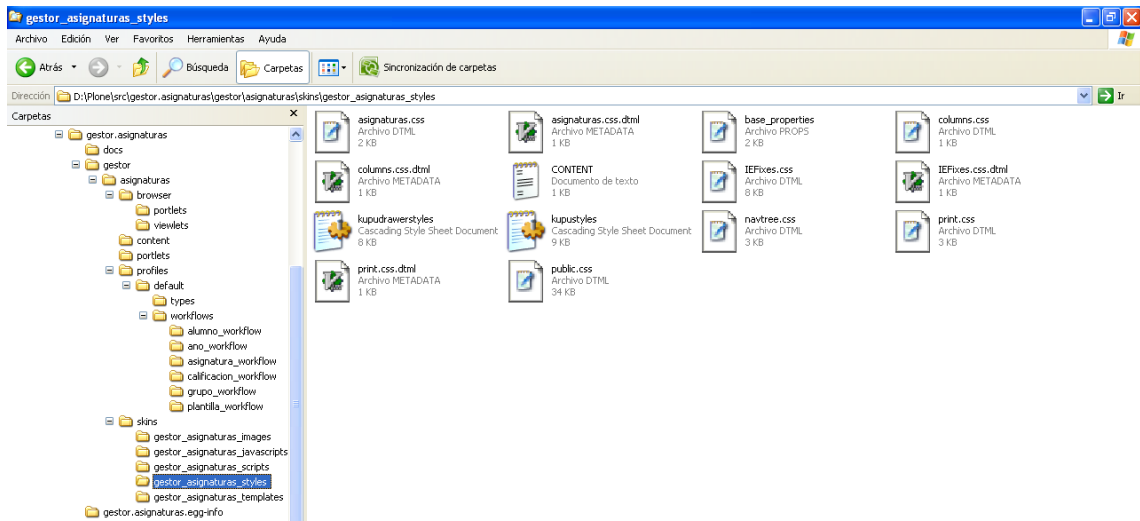 gestor_asignaturas_styles
Archivo Edición Ver Favoritos Herramientas Ayuda
Atrás Búsqueda Carpetas Sincronización de carpetas
Dirección D:\Plone\src\gestor.asignaturas\gestor\asignaturas\skins\gestor_asignaturas_styles Ir
Carpetas x
gestor.asignaturas
docs
gestor
asignaturas
browser
portlets
viewlets
content
portlets
profiles
default
types
workflows
alumno_workflow
ano_workflow
asignatura_workflow
calificacion_workflow
grupo_workflow
plantilla_workflow
skins
gestor_asignaturas_images
gestor_asignaturas_javascripts
gestor_asignaturas_scripts
gestor_asignaturas_styles
gestor_asignaturas_templates
gestor.asignaturas.egg-info
asignaturas.css
Archivo DTML
2 KB
asignaturas.css.dtml
Archivo METADATA
1 KB
base_properties
Archivo PROPS
2 KB
columns.css
Archivo DTML
1 KB
columns.css.dtml
Archivo METADATA
1 KB
CONTENT
Documento de texto
1 KB
IEFixes.css
Archivo DTML
8 KB
IEFixes.css.dtml
Archivo METADATA
1 KB
kupudrawerstyles
Cascading Style Sheet Document
8 KB
kupustyles
Cascading Style Sheet Document
9 KB
navtree.css
Archivo DTML
3 KB
print.css
Archivo DTML
3 KB
print.css.dtml
Archivo METADATA
1 KB
public.css
Archivo DTML
34 KB